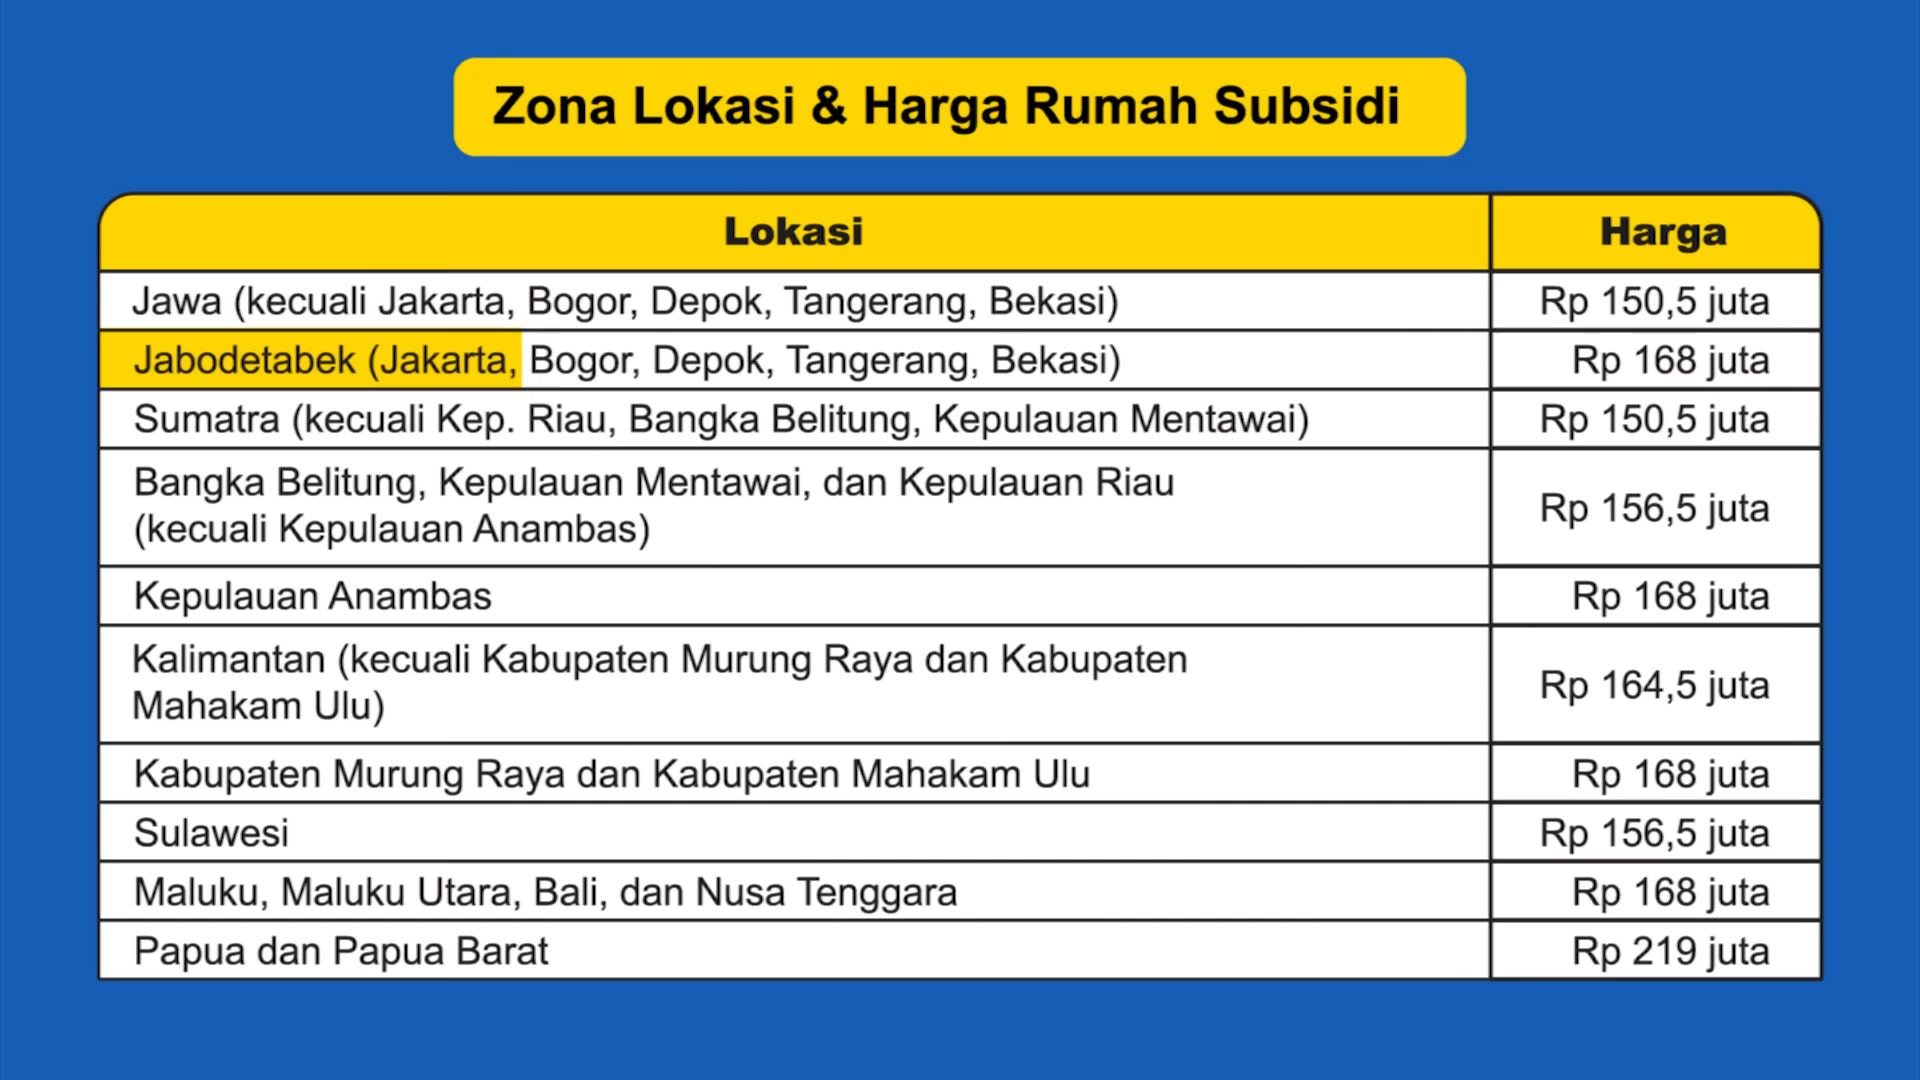 Zona Lokasi & Harga Rumah Subsidi
Lokasi Harga
Jawa (kecuali Jakarta, Bogor, Depok, Tangerang, Bekasi) Rp 150,5 juta
Jabodetabek (Jakarta, Bogor, Depok, Tangerang, Bekasi) Rp 168 juta
Sumatra (kecuali Kep. Riau, Bangka Belitung, Kepulauan Mentawai) Rp 150,5 juta
Bangka Belitung, Kepulauan Mentawai, dan Kepulauan Riau
(kecuali Kepulauan Anambas)
Rp 156,5 juta
Kepulauan Anambas Rp 168 juta
Kalimantan (kecuali Kabupaten Murung Raya dan Kabupaten
Mahakam Ulu)
Rp 164,5 juta
Kabupaten Murung Raya dan Kabupaten Mahakam Ulu Rp 168 juta
Sulawesi Rp 156,5 juta
Maluku, Maluku Utara, Bali, dan Nusa Tenggara Rp 168 juta
Papua dan Papua Barat Rp 219 juta